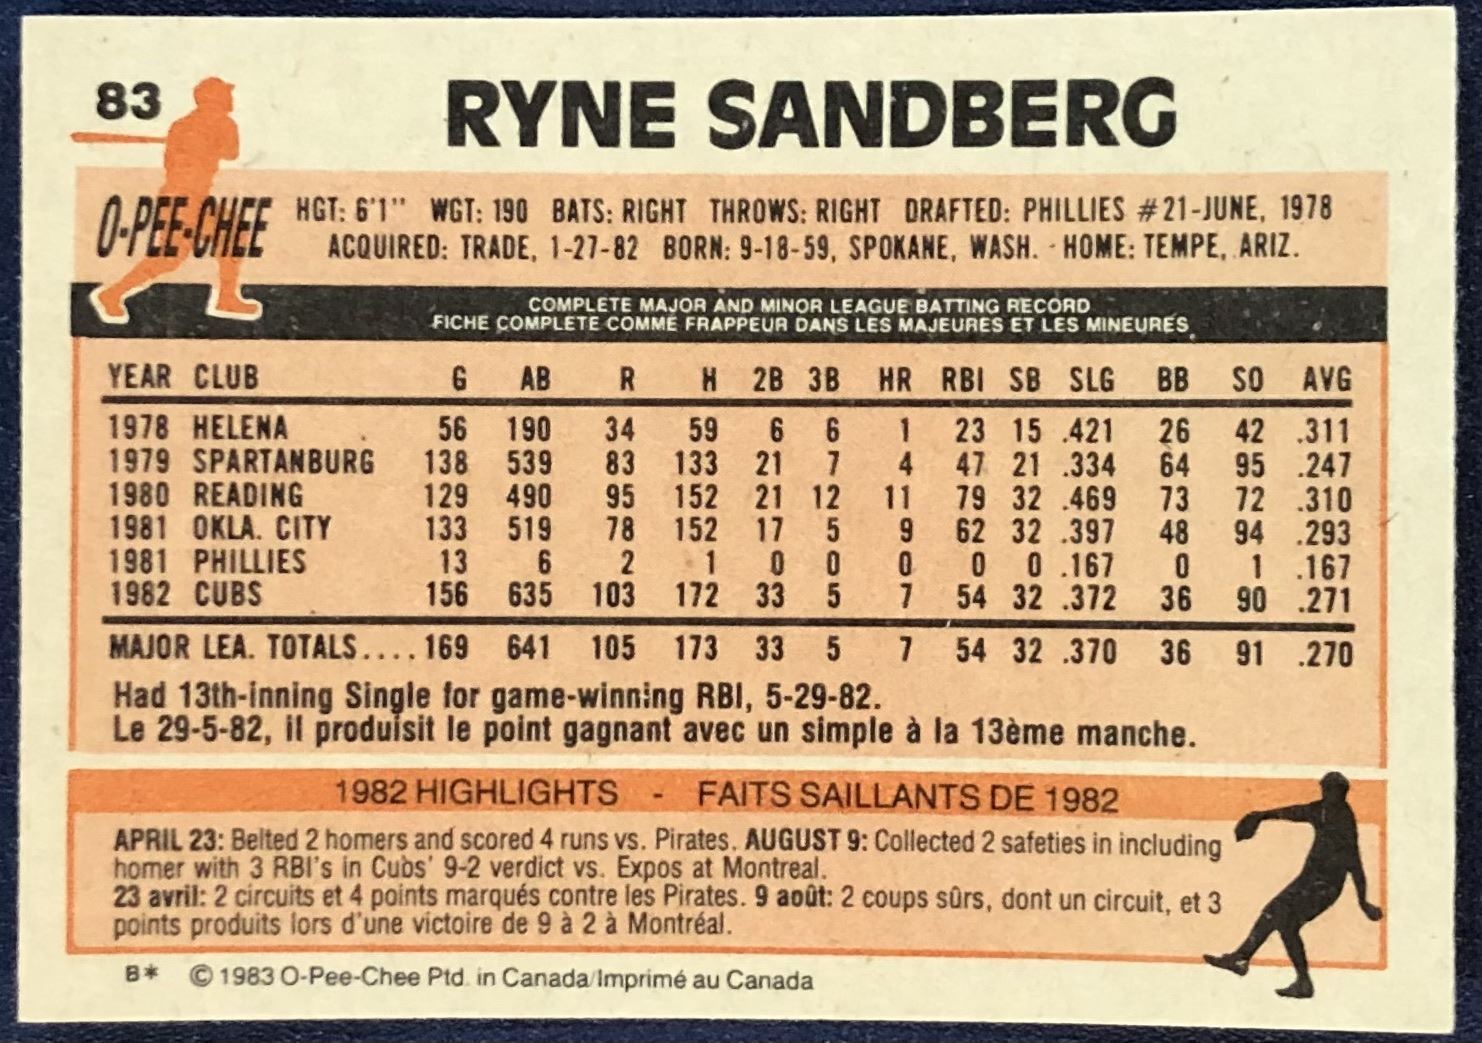 83
RYNE SANDBERG
O-PEE-CHEE
HGT: 6'1" WGT: 190 BATS: RIGHT THROWS: RIGHT DRAFTED: PHILLIES #21-JUNE, 1978
ACQUIRED: TRADE, 1-27-82 BORN: 9-18-59, SPOKANE, WASH. · HOME: TEMPE, ARIZ.
COMPLETE MAJOR AND MINOR LEAGUE BATTING RECORD
FICHE COMPLETE COMME FRAPPEUR DANS LES MAJEURES ET LES MINEURES
YEAR CLUB G AB R H 2B 3B HR RBI SB SLG BB SO AVG
1978 HELENA 56 190 34 59 6 6 1 23 15 .421 26 42 .311
1979 SPARTANBURG 138 539 83 133 21 7 4 47 21 .334 64 95 .247
1980 READING 129 490 95 152 21 12 11 79 32 .469 73 72 .310
1981 OKLA. CITY 133 519 78 152 17 5 9 62 32 .397 48 94 .293
1981 PHILLIES 13 6 2 1 0 0 0 0 0 .167 0 1 .167
1982 CUBS 156 635 103 172 33 5 7 54 32 .372 36 90 .271
MAJOR LEA. TOTALS.... 169 641 105 173 33 5 7 54 32 .370 36 91 .270
Had 13th-inning Single for game-winning RBI, 5-29-82.
Le 29-5-82, il produisit le point gagnant avec un simple à la 13ème manche.
1982 HIGHLIGHTS - FAITS SAILLANTS DE 1982
APRIL 23: Belted 2 homers and scored 4 runs vs. Pirates. AUGUST 9: Collected 2 safeties in including
homer with 3 RBI's in Cubs' 9-2 verdict vs. Expos at Montreal.
23 avril: 2 circuits et 4 points marqués contre les Pirates. 9 août: 2 coups sûrs, dont un circuit, et 3
points produits lors d'une victoire de 9 à 2 à Montréal.
B* © 1983 O-Pee-Chee Ptd. in Canada/Imprimé au Canada